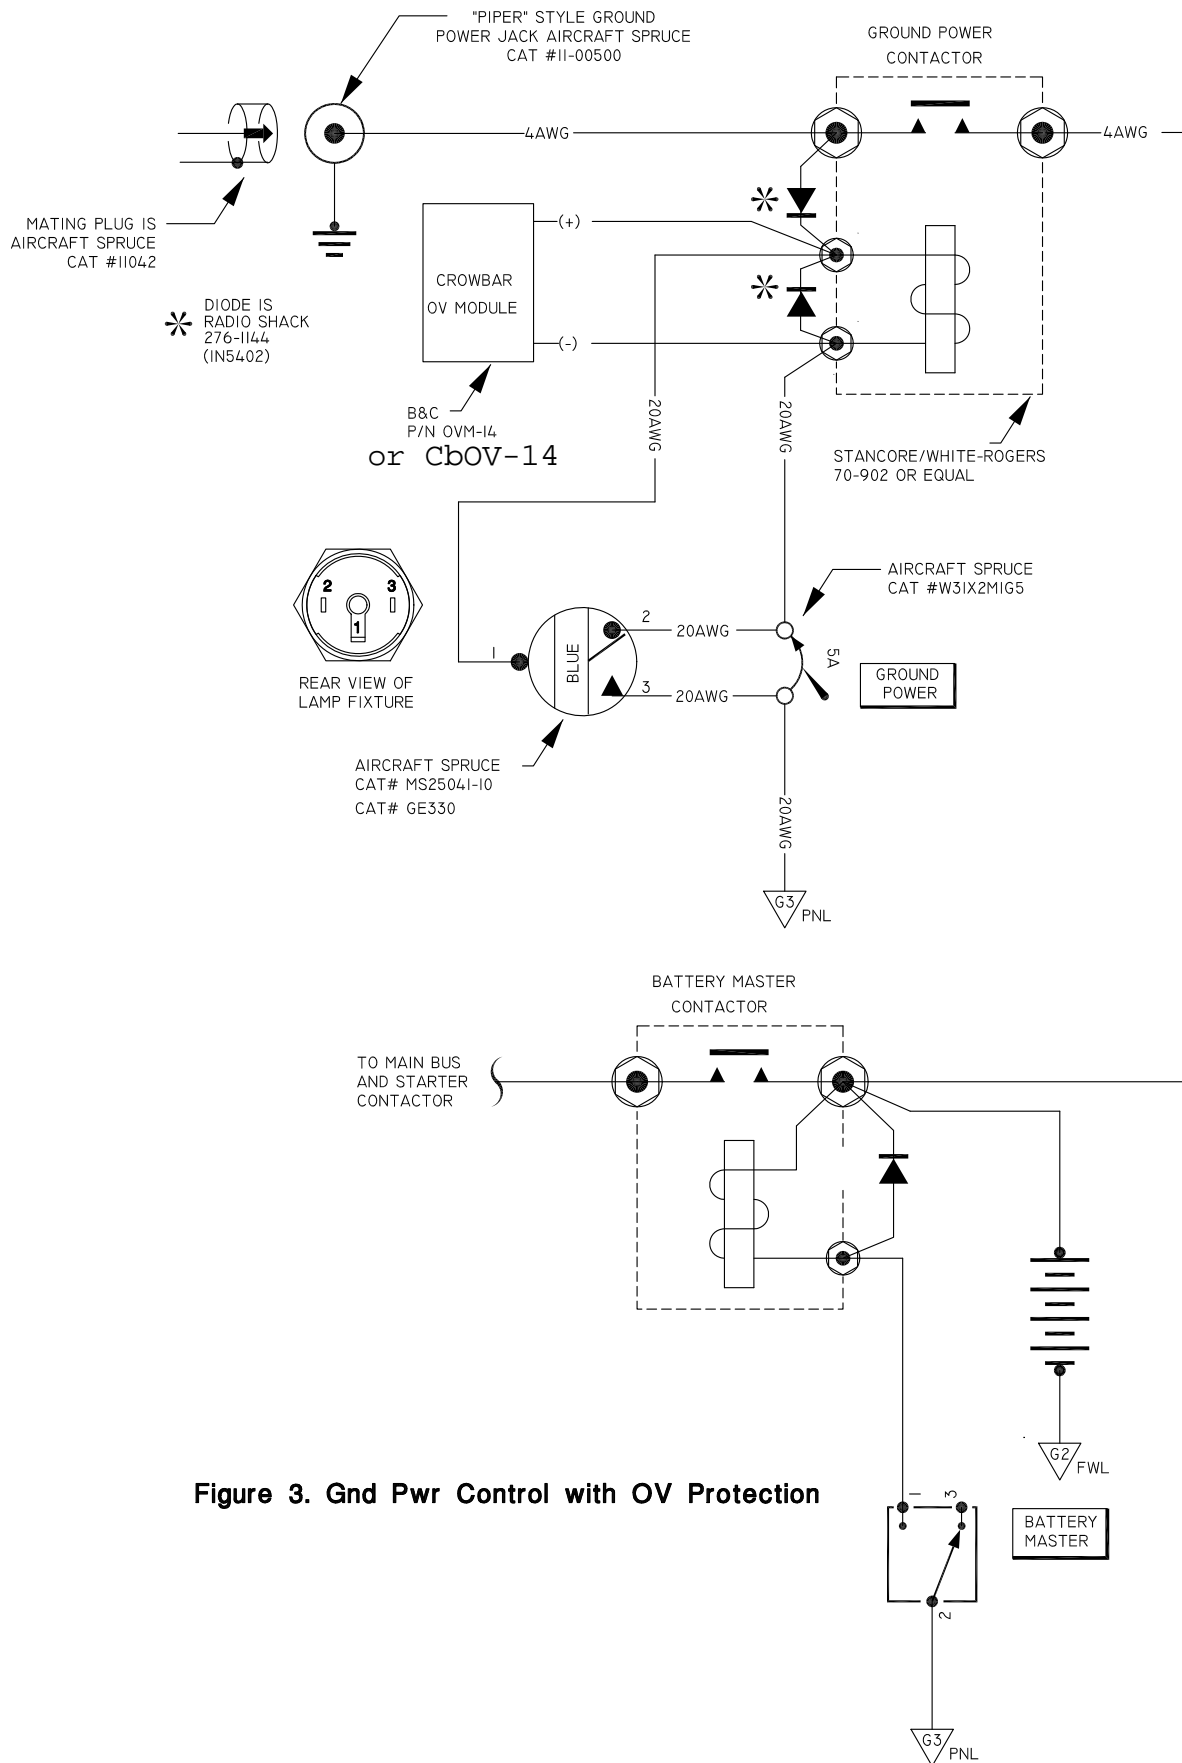 "PIPER" STYLE GROUND
POWER JACK AIRCRAFT SPRUCE
CAT #11-00500
GROUND POWER
CONTACTOR
4AWG
4AWG
MATING PLUG IS
AIRCRAFT SPRUCE
CAT #11042
(+)
CROWBAR
OV MODULE
(-)
DIODE IS
RADIO SHACK
276-1144
(IN5402)
B&C
P/N OVM-14
or CbOV-14
20AWG
20AWG
STANCORE/WHITE-ROGERS
70-902 OR EQUAL
AIRCRAFT SPRUCE
CAT #W31X2M1G5
2
3
1
REAR VIEW OF
LAMP FIXTURE
1
BLUE
2
20AWG
3
20AWG
5A
GROUND
POWER
AIRCRAFT SPRUCE
CAT# MS25041-10
CAT# GE330
20AWG
G3
PNL
BATTERY MASTER
CONTACTOR
TO MAIN BUS
AND STARTER
CONTACTOR
G2
FWL
Figure 3. Gnd Pwr Control with OV Protection
1
3
2
BATTERY
MASTER
G3
PNL